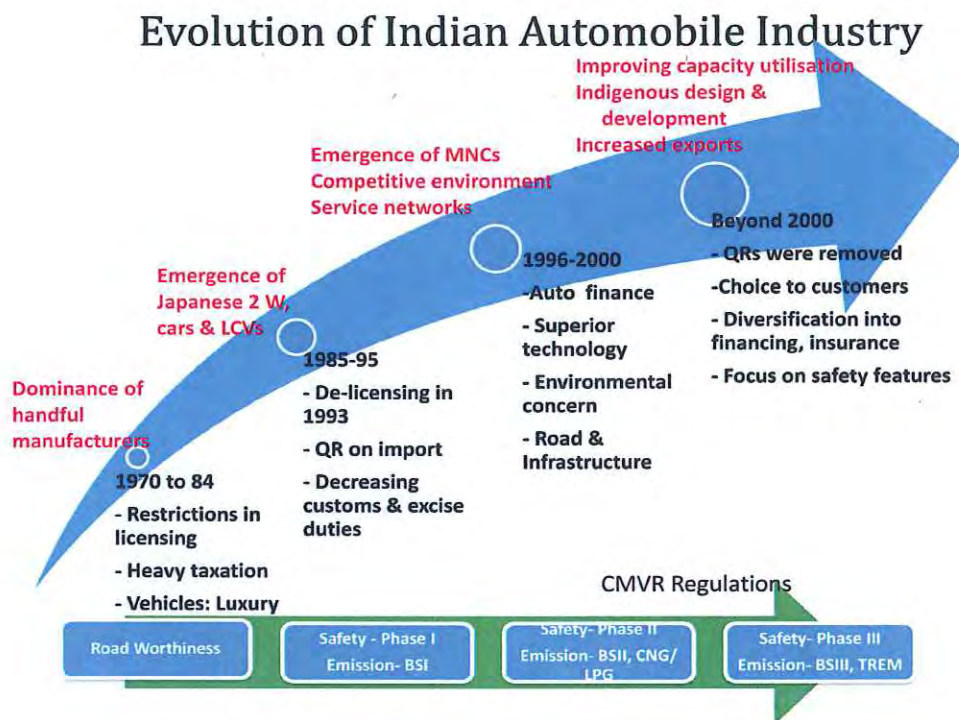 Evolution of Indian Automobile Industry
Dominance of
handful
manufacturers
1970 to 84
- Restrictions in
licensing
- Heavy taxation
- Vehicles: Luxury
Emergence of
Japanese 2 W,
cars & LCVs
1985-95
- De-licensing in
1993
- QR on import
- Decreasing
customs & excise
duties
Emergence of MNCs
Competitive environment
Service networks
1996-2000
-Auto finance
- Superior
technology
- Environmental
concern
- Road &
Infrastructure
Improving capacity utilisation
Indigenous design &
development
Increased exports
Beyond 2000
- QRs were removed
-Choice to customers
- Diversification into
financing, insurance
- Focus on safety features
CMVR Regulations
Road Worthiness
Safety - Phase I
Emission- BSI
Safety- Phase II
Emission- BSII, CNG/
LPG
Safety- Phase III
Emission- BSIII, TREM